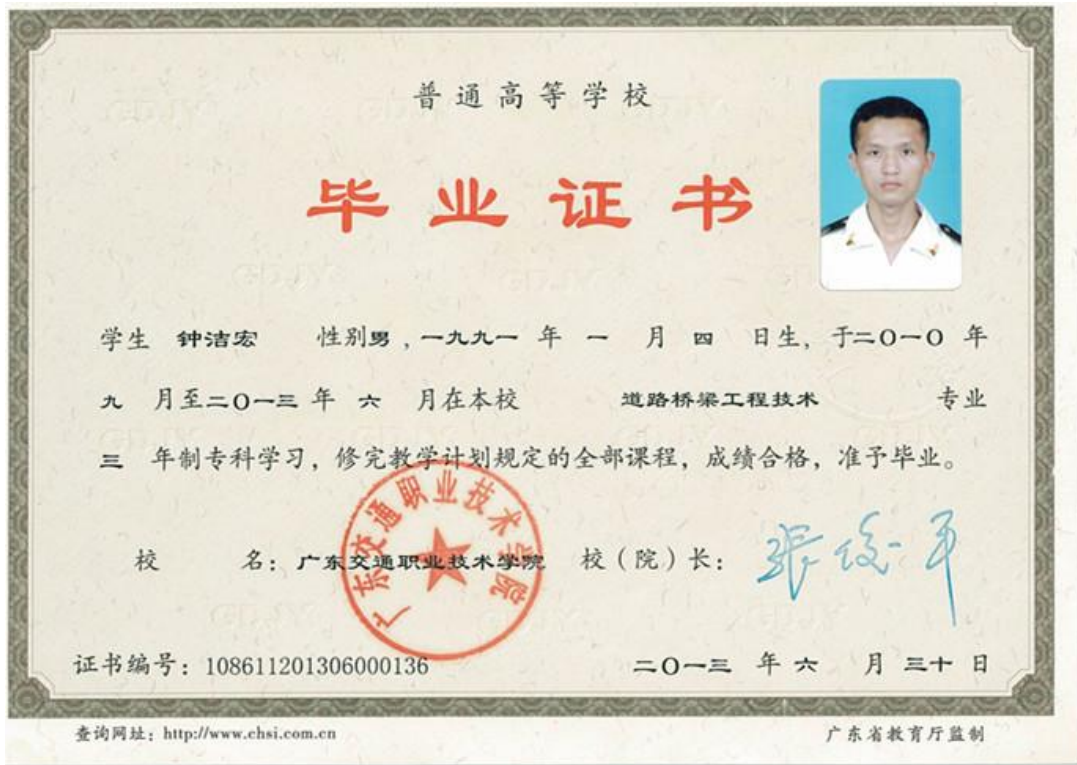 普通高等学校
毕业证书
学生 钟洁宏 性别男，一九九一 年 一 月 四 日生，于二〇一〇 年
九 月至二〇一三 年 六 月在本校 道路桥梁工程技术 专业
三 年制专科学习，修完教学计划规定的全部课程，成绩合格，准予毕业。
广东交通职业技术学院
校 名：广东交通职业技术学院 校（院）长：
证书编号：108611201306000136 二〇一三 年 六 月 三十 日
查询网址：http://www.chsi.com.cn 广东省教育厅监制